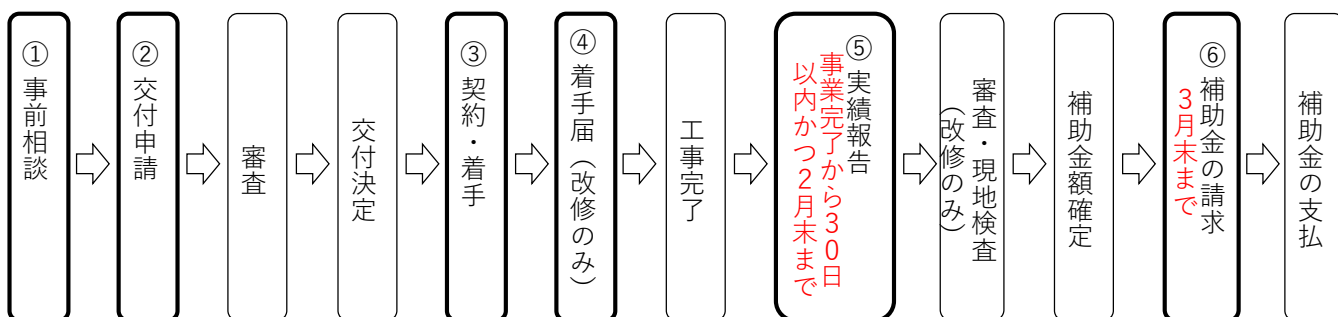 ①事前相談
②交付申請
審査
交付決定
③契約・着手
④着手届（改修のみ）
工事完了
⑤実績報告
事業完了から30日
以内かつ2月末まで
審査・現地検査
（改修のみ）
補助金額確定
⑥補助金の請求
3月末まで
補助金の支払